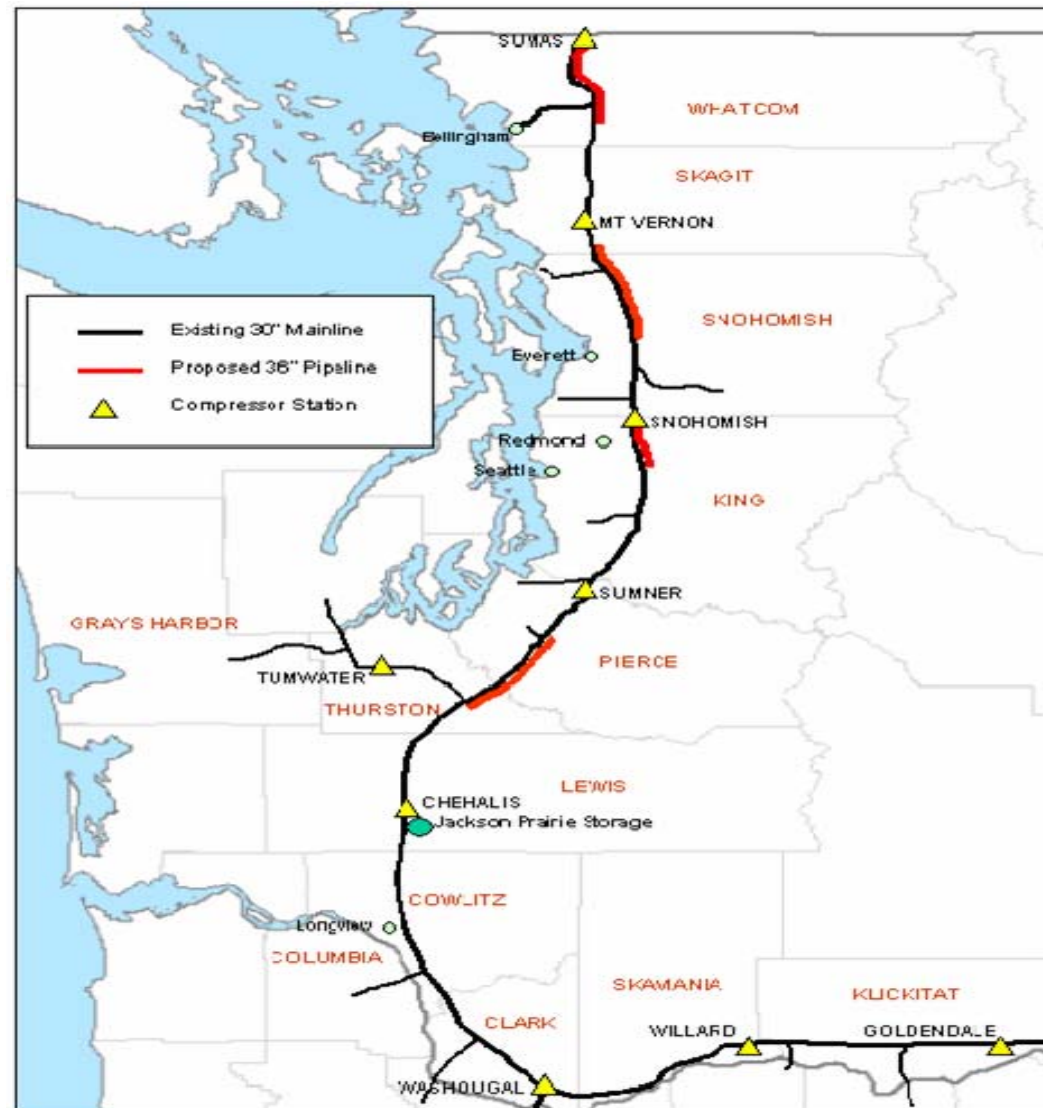 SUMAS
WHATCOM
Bellingham
SKAGIT
MT VERNON
Existing 30" Mainline
Proposed 36" Pipeline
Compressor Station
SNOHOMISH
Everett
SNOHOMISH
Redmond
Seattle
KING
SUMNER
GRAYS HARBOR
PIERCE
TUMWATER
THURSTON
LEWIS
CHEHALIS
Jackson Prairie Storage
COWLITZ
Longview
COLUMBIA
SKAMANIA
KLICKITAT
CLARK
WILLARD
GOLDENDALE
WASHOUGAL